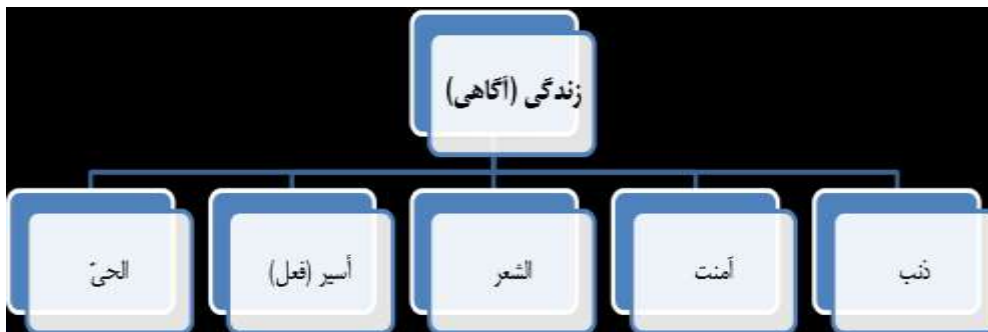 زندگی (آگاهی)
ذنب
آمنت
الشعر
أسیر (فعل)
الحیّ